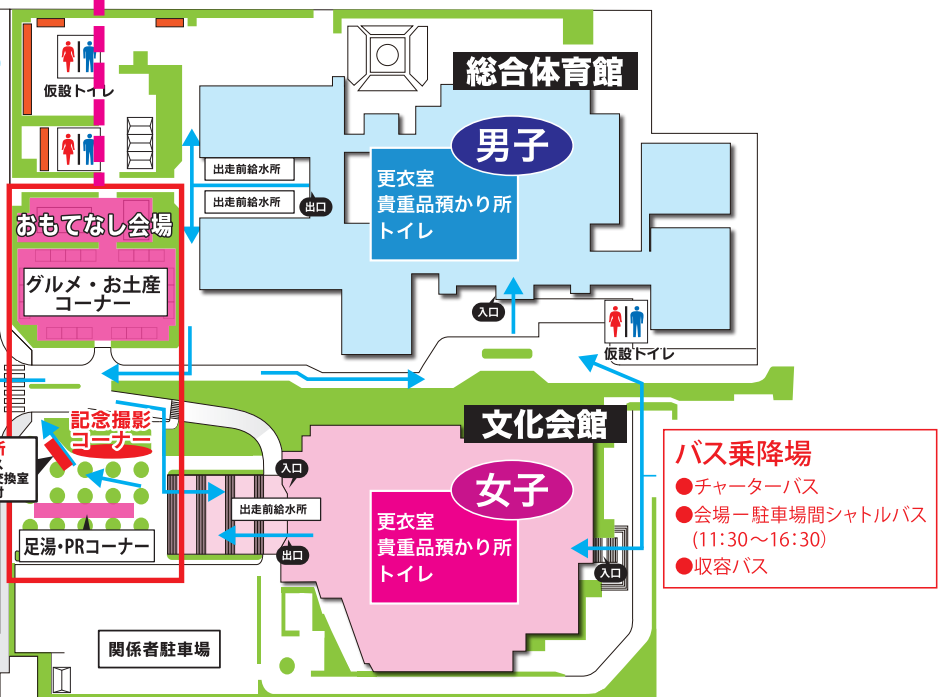 総合体育館
仮設トイレ
男子
更衣室
貴重品預かり所
トイレ
出走前給水所
出走前給水所
出口
入口
仮設トイレ
おもてなし会場
グルメ・お土産
コーナー
記念撮影
コーナー
所
ス
交換室
付
足湯・PRコーナー
文化会館
女子
更衣室
貴重品預かり所
トイレ
入口
出走前給水所
出口
入口
関係者駐車場
バス乗降場
●チャーターバス
●会場ー駐車場間シャトルバス
(11:30～16:30)
●収容バス